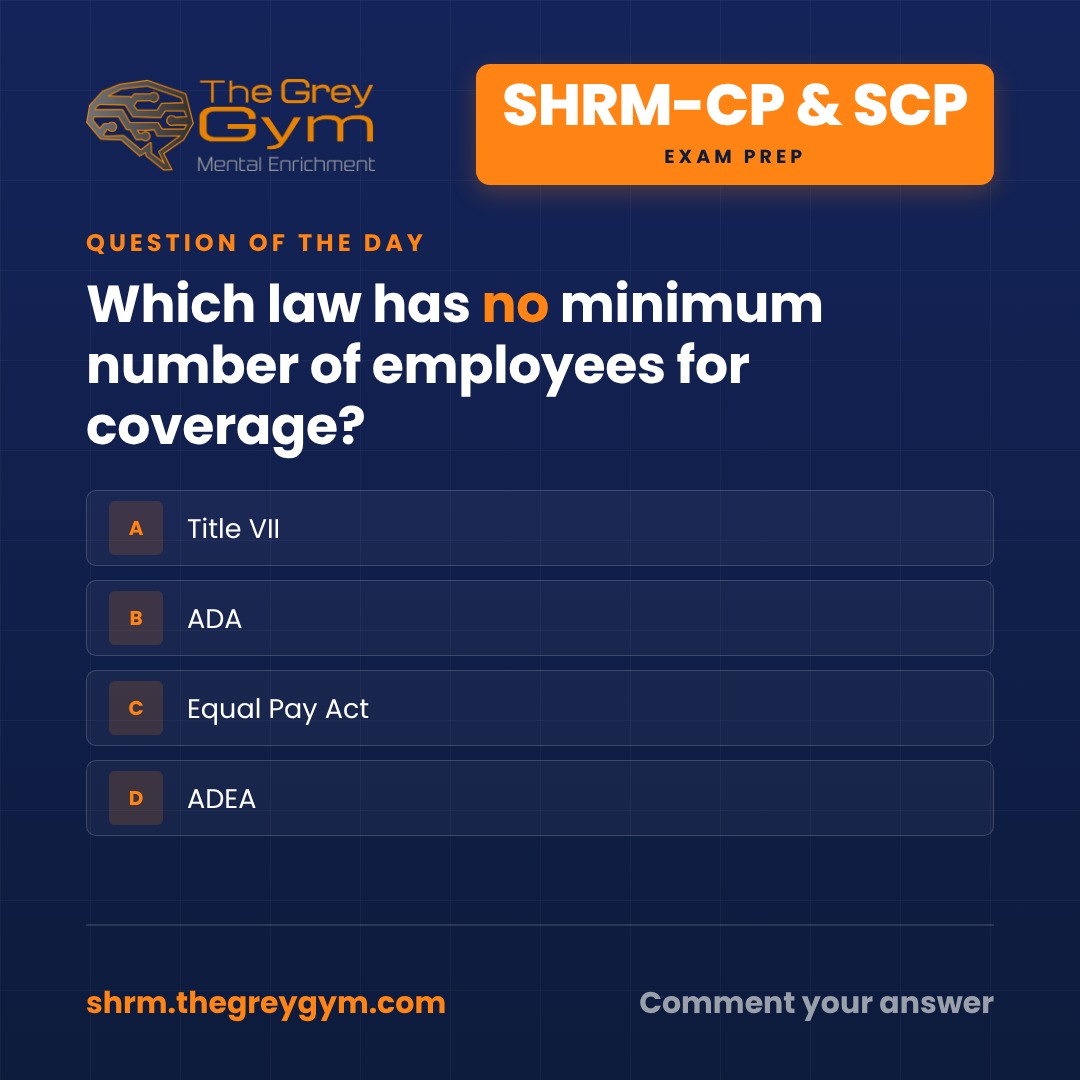 The Grey
Gym
Mental Enrichment
SHRM-CP & SCP
EXAM PREP
QUESTION OF THE DAY
Which law has no minimum
number of employees for
coverage?
A Title VII
B ADA
C Equal Pay Act
D ADEA
shrm.thegreygym.com
Comment your answer